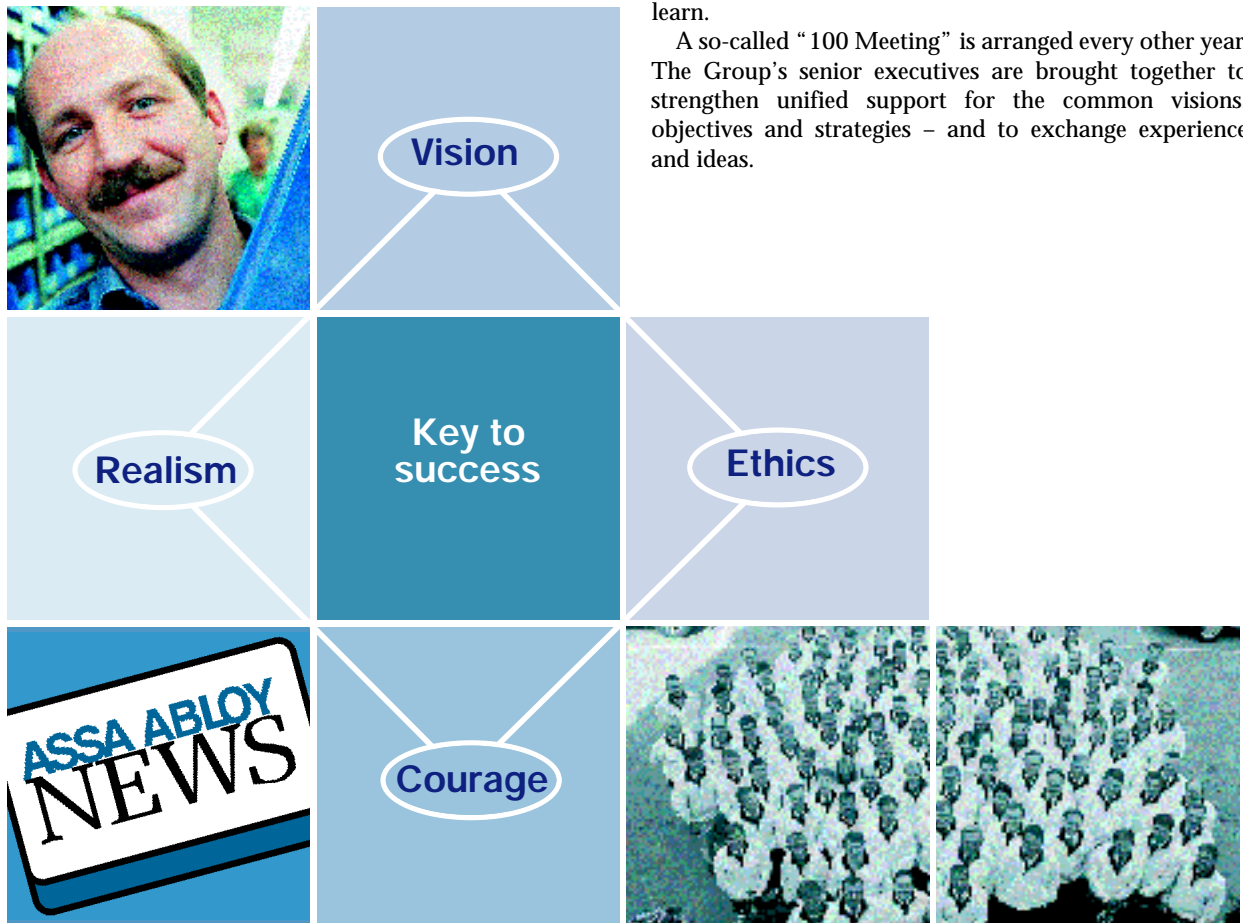 learn.
A so-called “100 Meeting” is arranged every other year
The Group’s senior executives are brought together to
strengthen unified support for the common visions
objectives and strategies – and to exchange experience
and ideas.
Vision
Realism
Key to
success
Ethics
ASSA ABLOY
NEWS
Courage